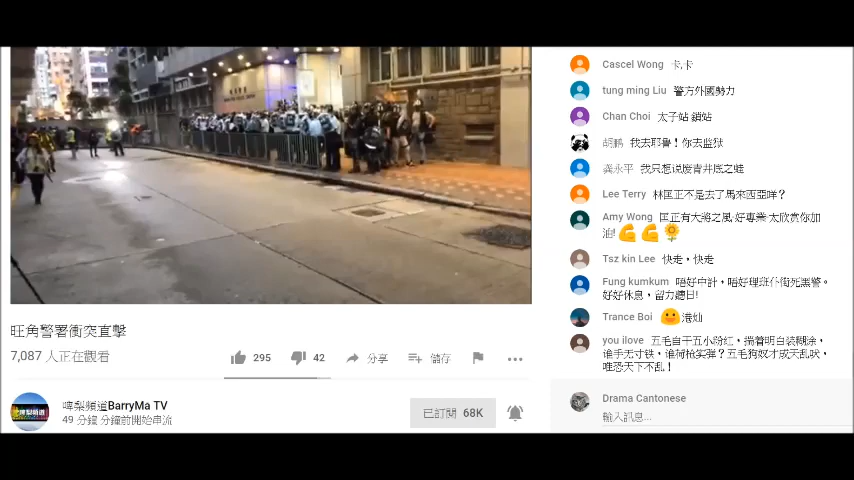 旺角警署衝突直擊
7,087 人正在觀看
295
42
分享
儲存
啤梨頻道BarryMa TV
49 分鐘 分鐘前開始串流
已訂閱 68K
Cascel Wong 卡,卡
tung ming Liu 警方外國勢力
Chan Choi 太子站 鎖站
胡鹏 我去耶魯！你去监狱
龚永平 我只想说废青井底之蛙
Lee Terry 林匡正不是去了馬來西亞咩？
Amy Wong 匡正有大將之風,好專業,太欣赏你加
油!
Tsz kin Lee 快走，快走
Fung kumkum 唔好中計，唔好理班仆街死黑警。
好好休息，留力聽日!
Trance Boi 港灿
you ilove 五毛自干五小粉红，揣着明白装糊涂，
谁手无寸铁，谁荷枪实弹？五毛狗奴才成天乱吠，
唯恐天下不乱！
Drama Cantonese
輸入訊息...